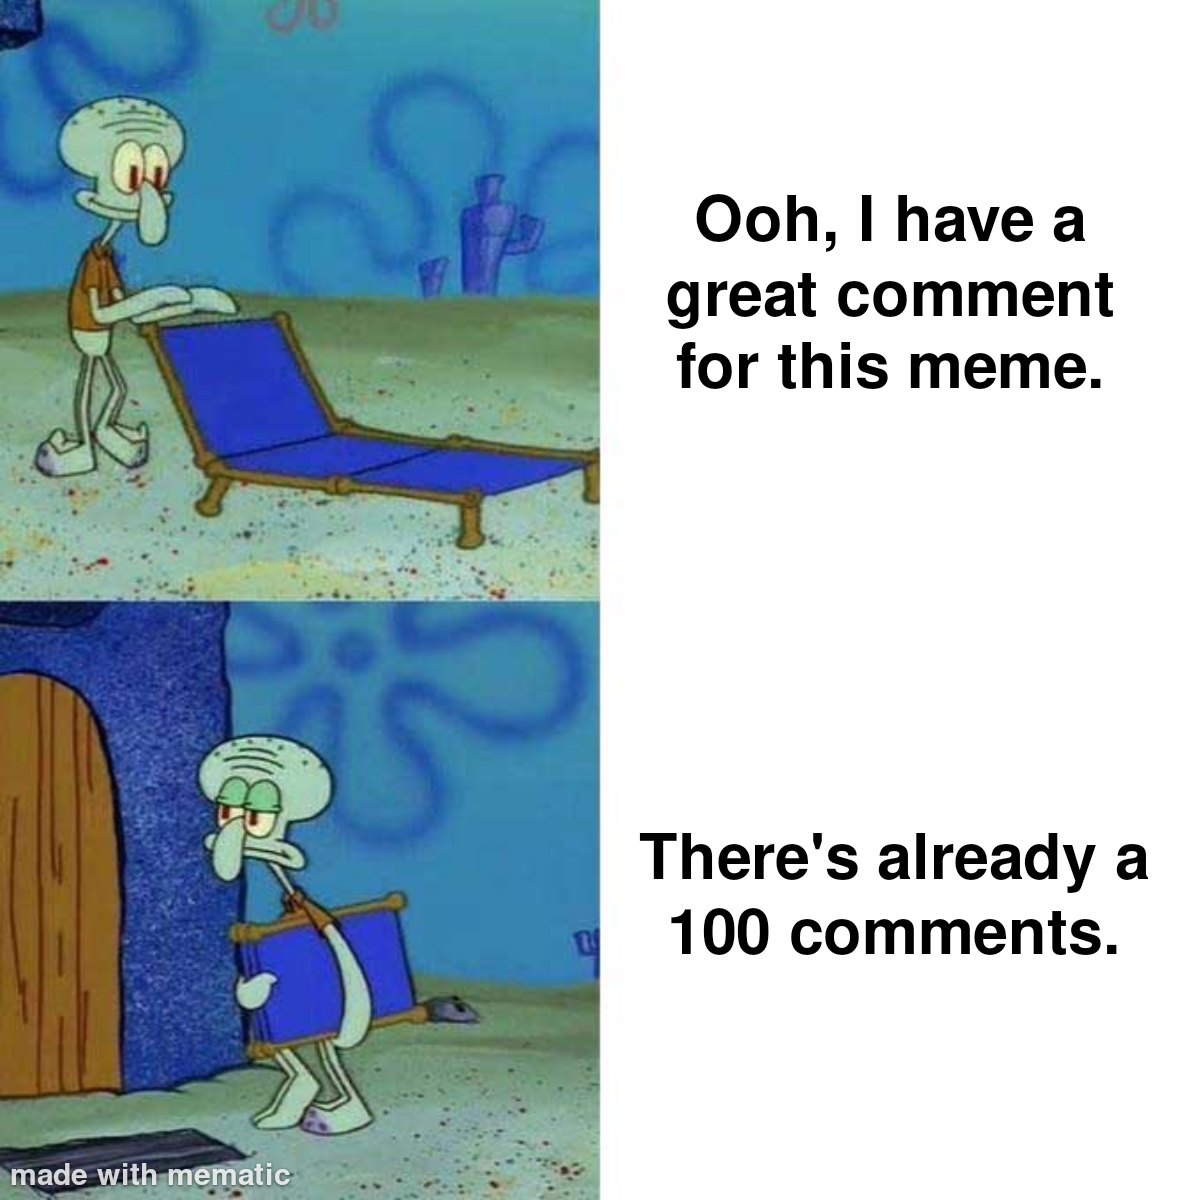 Ooh, I have a
great comment
for this meme.
There's already a
100 comments.
made with mematic